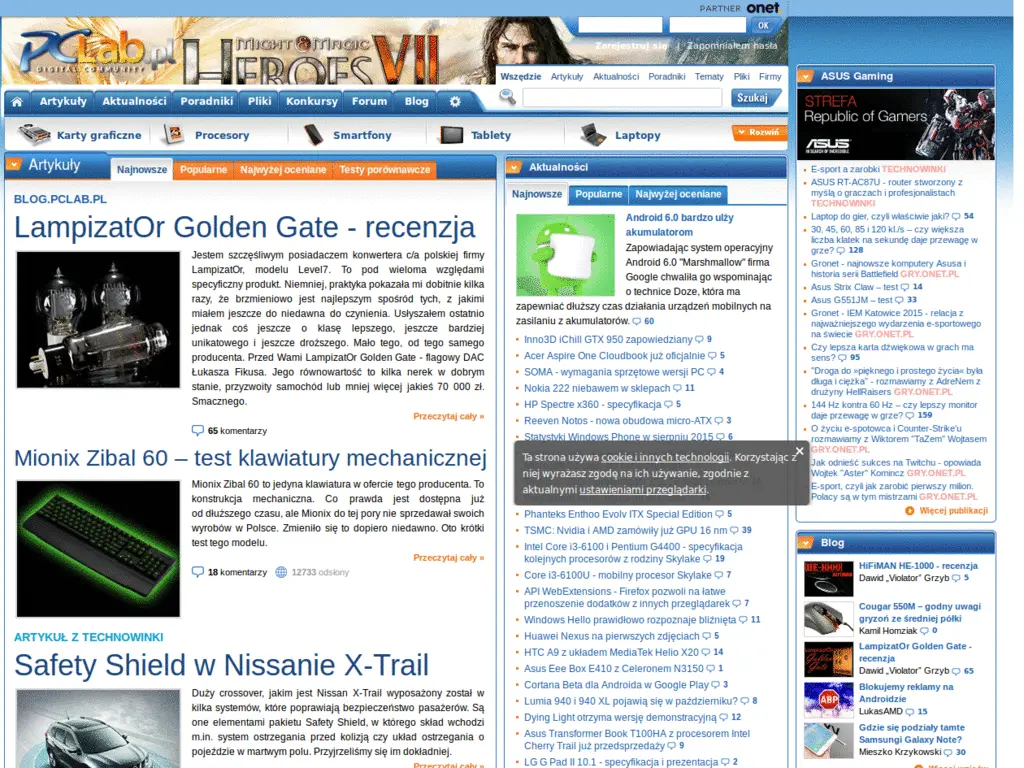 PARTNER onet
PCLab.pl
DIGITAL COMMUNITY
MIGHT & MAGIC
HEROES VII
OK
Zarejestruj się | Zapomniałem hasła
Wszędzie Artykuły Aktualności Poradniki Tematy Pliki Firmy
Szukaj
Artykuły Aktualności Poradniki Pliki Konkursy Forum Blog
Karty graficzne Procesory Smartfony Tablety Laptopy Rozwiń
Artykuły
Najnowsze Popularne Najwyżej oceniane Testy porównawcze
BLOG.PCLAB.PL
LampizatOr Golden Gate - recenzja
Jestem szczęśliwym posiadaczem konwertera c/a polskiej firmy
LampizatOr, modelu Level7. To pod wieloma względami
specyficzny produkt. Niemniej, praktyka pokazała mi dobitnie kilka
razy, że brzmieniowo jest najlepszym spośród tych, z jakimi
miałem jeszcze do niedawna do czynienia. Usłyszałem ostatnio
jednak coś jeszcze o klasę lepszego, jeszcze bardziej
unikatowego i jeszcze droższego. Mało tego, od tego samego
producenta. Przed Wami LampizatOr Golden Gate - flagowy DAC
Łukasza Fikusa. Jego równowartość to kilka nerek w dobrym
stanie, przyzwoity samochód lub mniej więcej jakieś 70 000 zł.
Smacznego.
Przeczytaj cały »
65 komentarzy
Mionix Zibal 60 – test klawiatury mechanicznej
Mionix Zibal 60 to jedyna klawiatura w ofercie tego producenta. To
konstrukcja mechaniczna. Co prawda jest dostępna już
od dłuższego czasu, ale Mionix do tej pory nie sprzedawał swoich
wyrobów w Polsce. Zmieniło się to dopiero niedawno. Oto krótki
test tego modelu.
Przeczytaj cały »
18 komentarzy 12733 odsłony
ARTYKUŁ Z TECHNOWINKI
Safety Shield w Nissanie X-Trail
Duży crossover, jakim jest Nissan X-Trail wyposażony został w
kilka systemów, które poprawiają bezpieczeństwo pasażerów. Są
one elementami pakietu Safety Shield, w którego skład wchodzi
m.in. system ostrzegania przed kolizją czy układ ostrzegania o
pojeździe w martwym polu. Przyjrzeliśmy się im dokładniej.
Przeczytaj cały »
Aktualności
Najnowsze Popularne Najwyżej oceniane
Android 6.0 bardzo ulży
akumulatorom
Zapowiadając system operacyjny
Android 6.0 "Marshmallow" firma
Google chwaliła go wspominając
o technice Doze, która ma
zapewniać dłuższy czas działania urządzeń mobilnych na
zasilaniu z akumulatorów. 60
Inno3D iChill GTX 950 zapowiedziany 9
Acer Aspire One Cloudbook już oficjalnie 5
SOMA - wymagania sprzętowe wersji PC 4
Nokia 222 niebawem w sklepach 11
HP Spectre x360 - specyfikacja 5
Reeven Notos - nowa obudowa micro-ATX 3
Statystyki Windows Phone w sierpniu 2015 6
Ta strona używa cookie i innych technologii. Korzystając z
niej wyrażasz zgodę na ich używanie, zgodnie z
aktualnymi ustawieniami przeglądarki.
Phanteks Enthoo Evolv ITX Special Edition 5
TSMC: Nvidia i AMD zamówiły już GPU 16 nm 39
Intel Core i3-6100 i Pentium G4400 - specyfikacja
kolejnych procesorów z rodziny Skylake 19
Core i3-6100U - mobilny procesor Skylake 7
API WebExtensions - Firefox pozwoli na łatwe
przenoszenie dodatków z innych przeglądarek 7
Windows Hello prawidłowo rozpoznaje bliźnięta 11
Huawei Nexus na pierwszych zdjęciach 5
HTC A9 z układem MediaTek Helio X20 14
Asus Eee Box E410 z Celeronem N3150 1
Cortana Beta dla Androida w Google Play 3
Lumia 940 i 940 XL pojawią się w październiku? 8
Dying Light otrzyma wersję demonstracyjną 12
Asus Transformer Book T100HA z procesorem Intel
Cherry Trail już przedsprzedaży 9
LG G Pad II 10.1 - specyfikacja i prezentacja 2
ASUS Gaming
STREFA
Republic of Gamers
ASUS
IN SEARCH OF INCREDIBLE
E-sport a zarobki TECHNOWINKI
ASUS RT-AC87U - router stworzony z
myślą o graczach i profesjonalistach
TECHNOWINKI
Laptop do gier, czyli właściwie jaki? 54
30, 45, 60, 85 i 120 kl./s – czy większa
liczba klatek na sekundę daje przewagę w
grze? 128
Gronet - najnowsze komputery Asusa i
historia serii Battlefield GRY.ONET.PL
Asus Strix Claw – test 14
Asus G551JM – test 33
Gronet - IEM Katowice 2015 - relacja z
najważniejszego wydarzenia e-sportowego
na świecie GRY.ONET.PL
Czy lepsza karta dźwiękowa w grach ma
sens? 95
"Droga do »pięknego i prostego życia« była
długa i ciężka" - rozmawiamy z AdreNem z
drużyny HellRaisers GRY.ONET.PL
144 Hz kontra 60 Hz – czy lepszy monitor
daje przewagę w grze? 159
O życiu e-sportowca i Counter-Strike'u
rozmawiamy z Wiktorem "TaZem" Wojtasem
GRY.ONET.PL
Jak odnieść sukces na Twitchu - opowiada
Wojtek "Aster" Kornicz GRY.ONET.PL
E-sport, czyli jak zarobić pierwszy milion.
Polacy są w tym mistrzami GRY.ONET.PL
Więcej publikacji
Blog
HiFiMAN HE-1000 - recenzja
Dawid „Violator” Grzyb 5
Cougar 550M – godny uwagi
gryzoń ze średniej półki
Kamil Homziak 0
LampizatOr Golden Gate -
recenzja
Dawid „Violator” Grzyb 65
Blokujemy reklamy na
Androidzie
LukasAMD 15
Gdzie się podziały tamte
Samsungi Galaxy Note?
Mieszko Krzykowski 30